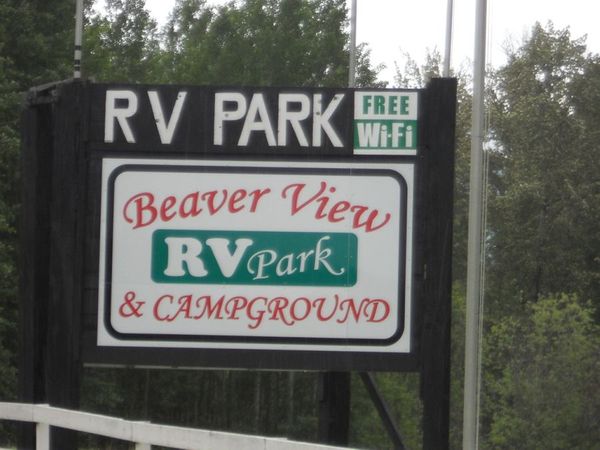 RV PARK
FREE
Wi-Fi
Beaver View
RV Park
& CAMPGROUND